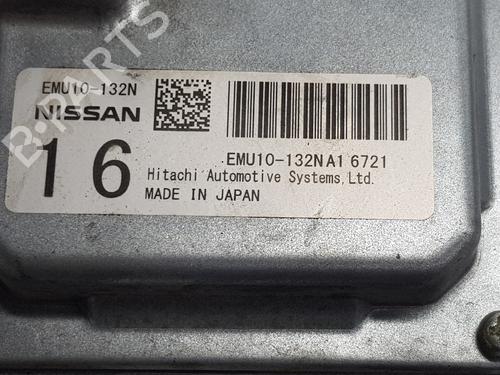 B-PARTS
EMU10-132N
NISSAN
16
EMU10-132NA1 6721
Hitachi Automotive Systems,Ltd.
MADE IN JAPAN